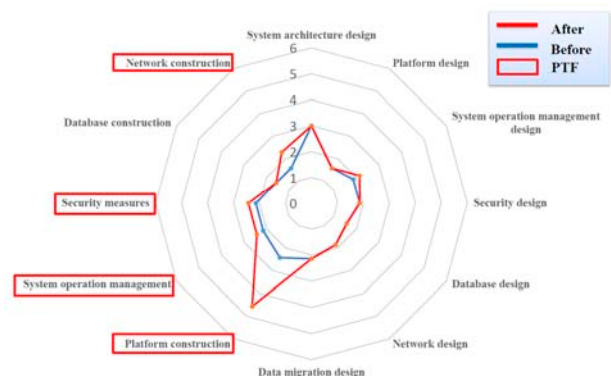 System architecture design
Platform design
System operation management
design
Security design
Database design
Network design
Data migration design
Platform construction
System operation management
Security measures
Database construction
Network construction
6
5
4
3
2
1
0
After
Before
PTF